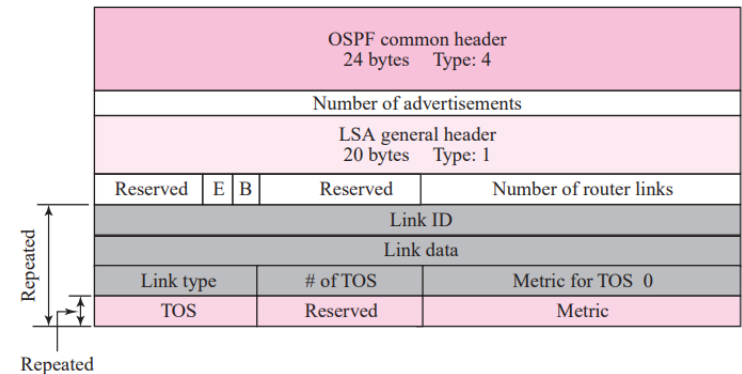 OSPF common header
24 bytes Type: 4
Number of advertisements
LSA general header
20 bytes Type: 1
Reserved E B Reserved Number of router links
Link ID
Link data
Link type # of TOS Metric for TOS 0
TOS Reserved Metric
Repeated
Repeated